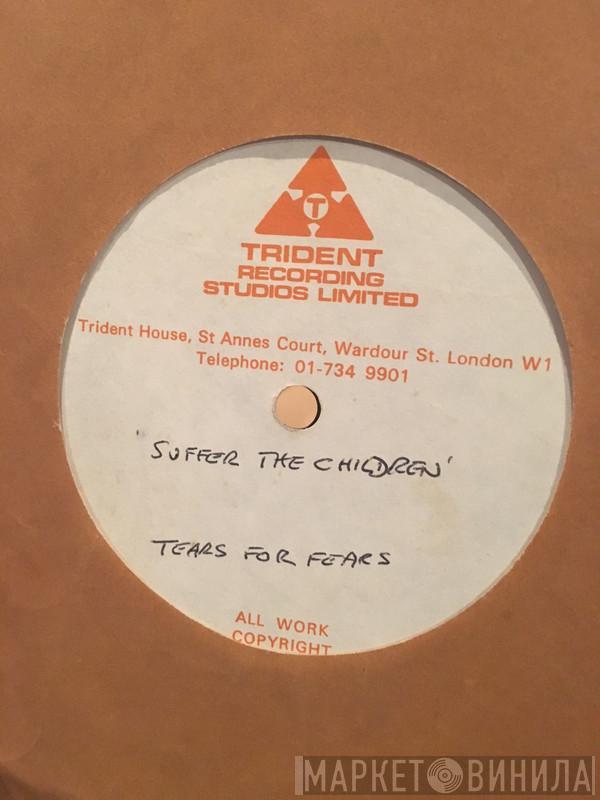 T
TRIDENT
RECORDING
STUDIOS LIMITED
Trident House, St Annes Court, Wardour St. London W1
Telephone: 01-734 9901
'SUFFER THE CHILDREN'
TEARS FOR FEARS
ALL WORK
COPYRIGHT
МАРКЕТ ВИНИЛА